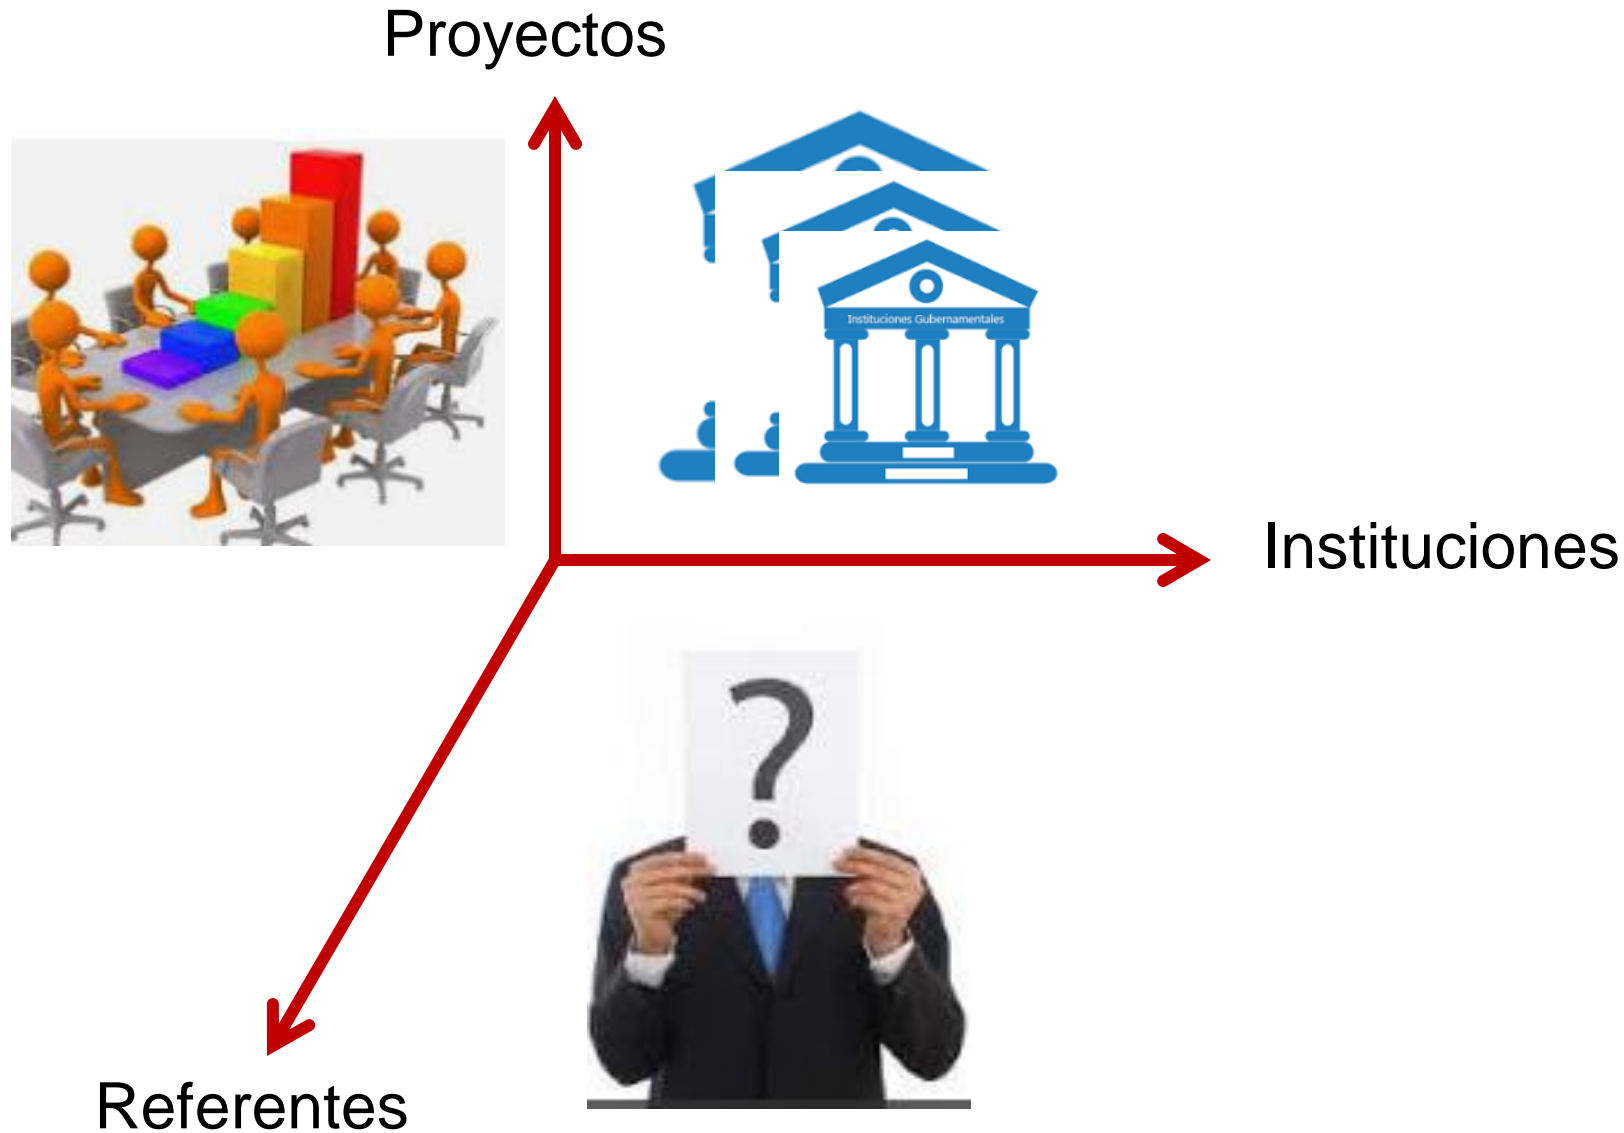 Proyectos
Instituciones Gubernamentales
Instituciones
?
Referentes